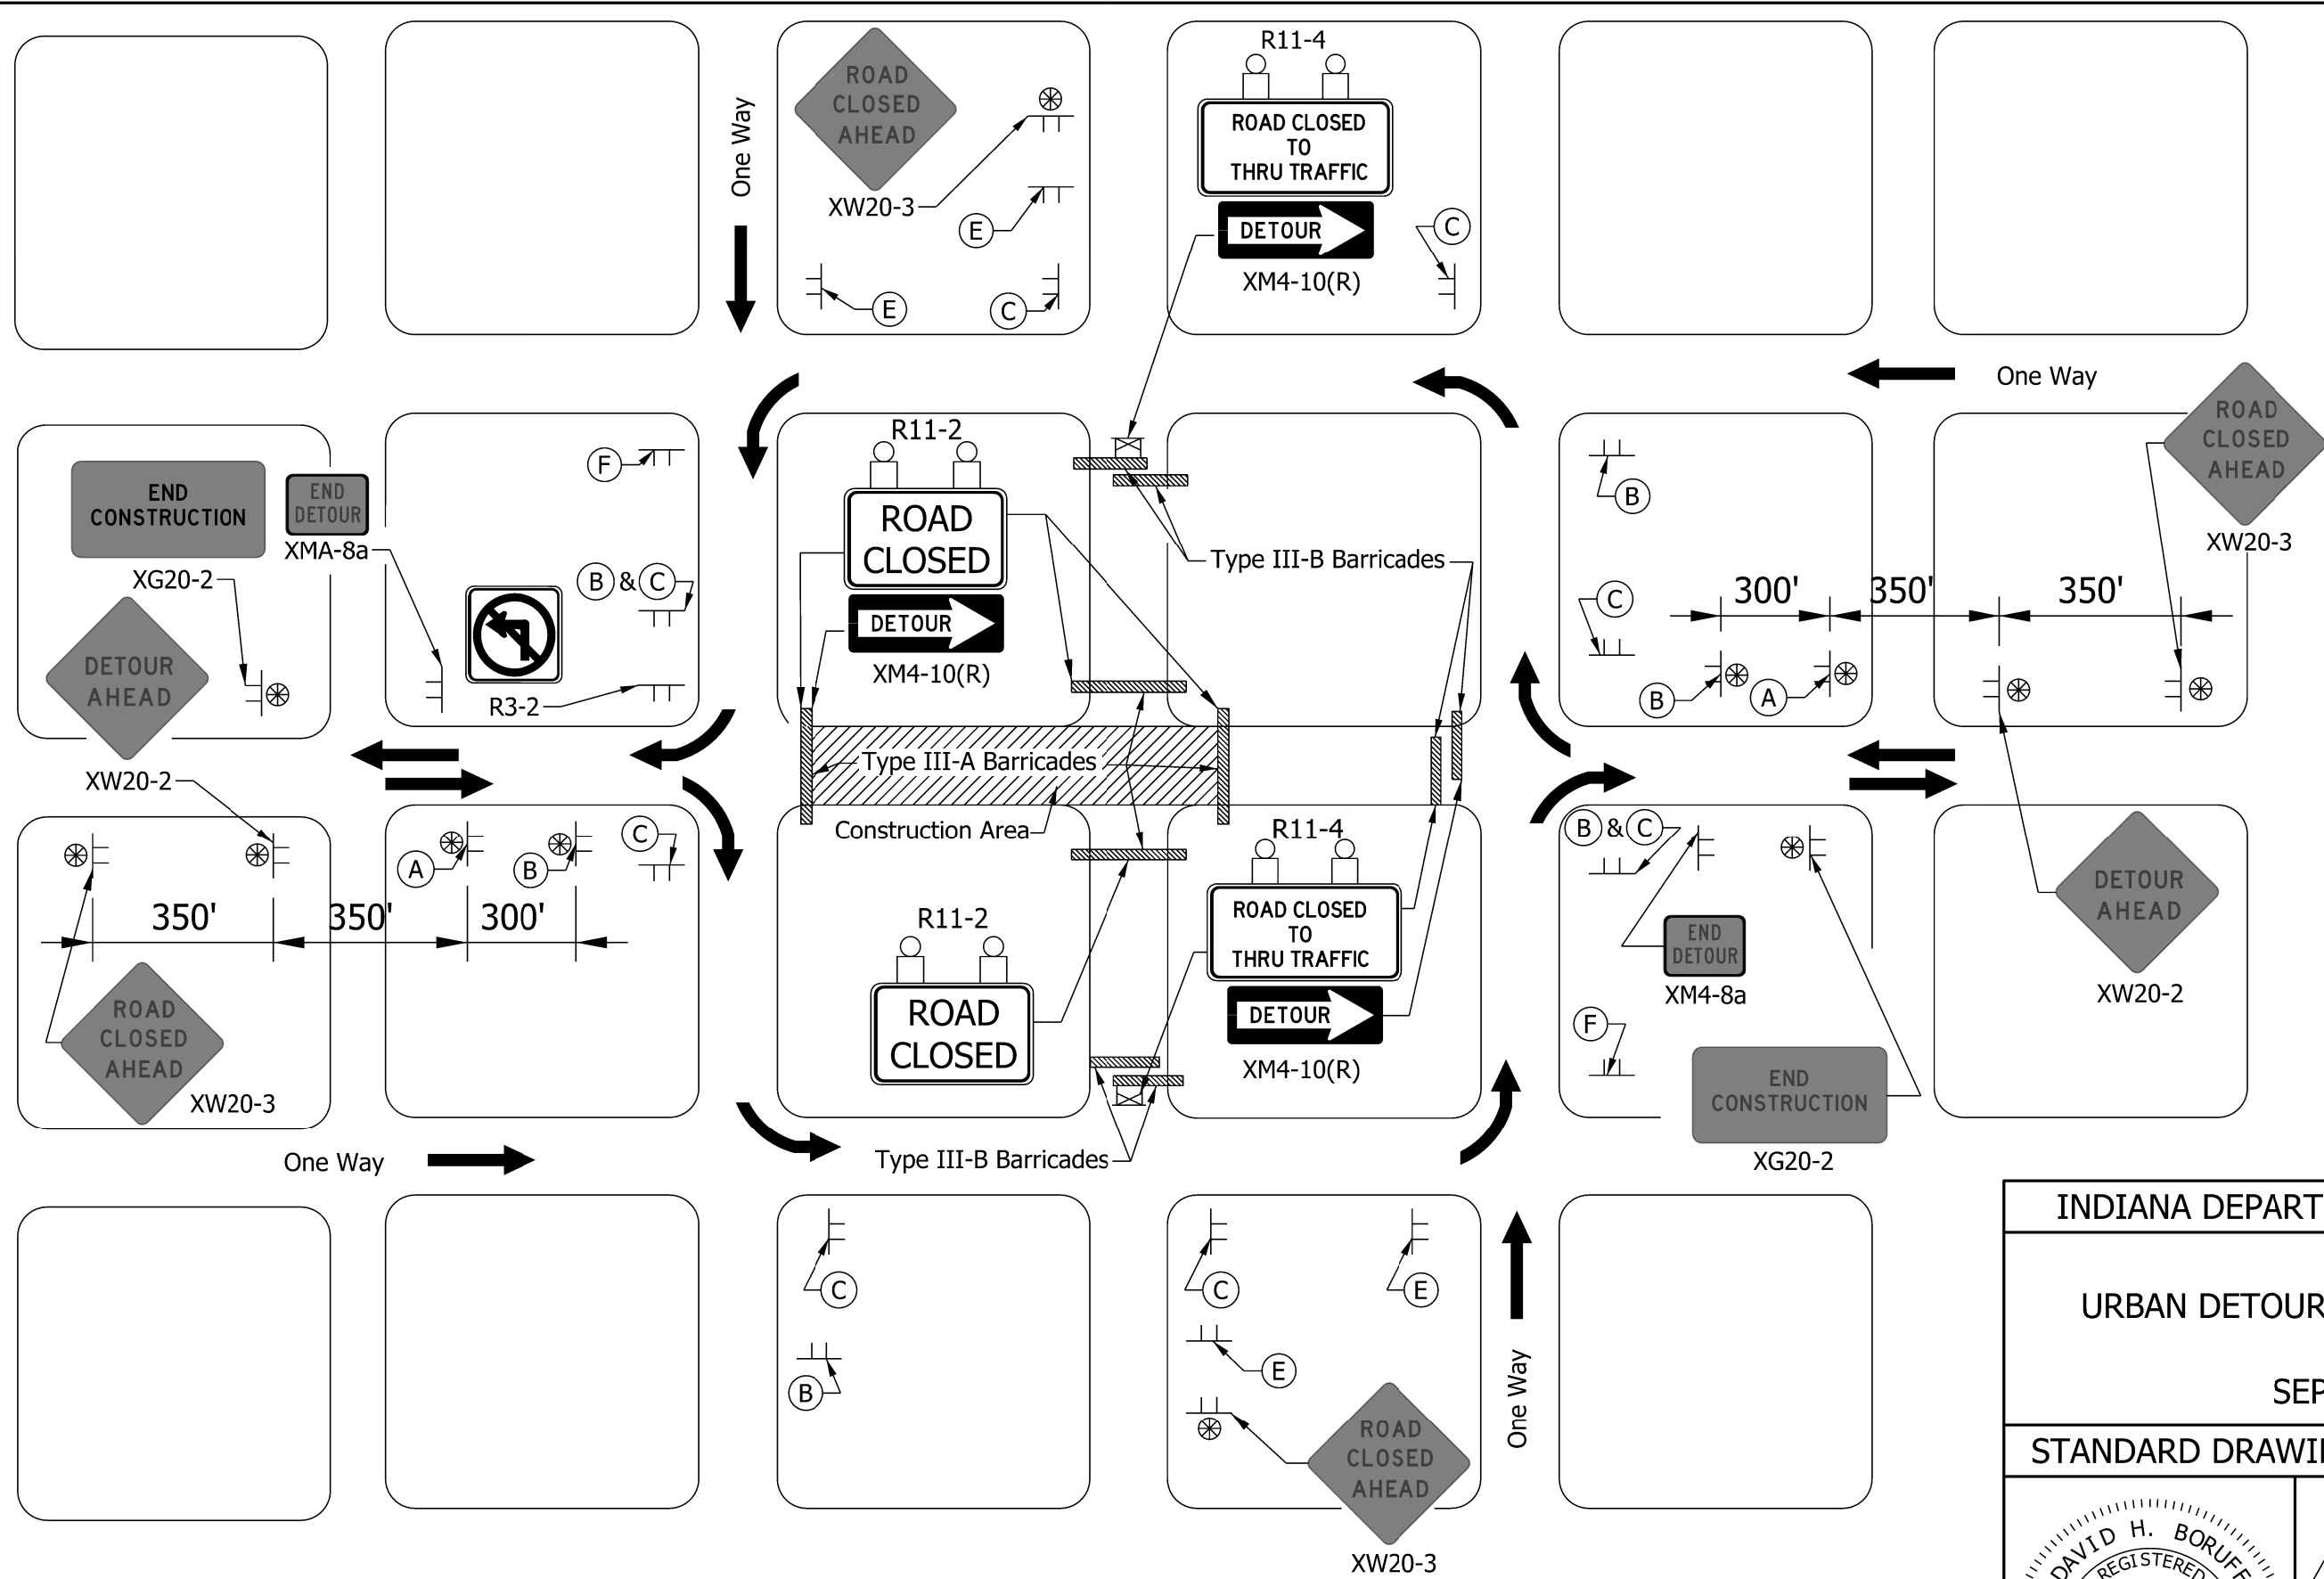 One Way
ROAD
CLOSED
AHEAD
XW20-3
E
E
C
R11-4
ROAD CLOSED
TO
THRU TRAFFIC
DETOUR
XM4-10(R)
C
One Way
ROAD
CLOSED
AHEAD
XW20-3
END
CONSTRUCTION
XG20-2
END
DETOUR
XMA-8a
DETOUR
AHEAD
XW20-2
F
B & C
R3-2
R11-2
ROAD
CLOSED
DETOUR
XM4-10(R)
Type III-B Barricades
B
C
300'
350'
350'
B
A
Type III-A Barricades
Construction Area
A
B
C
350'
350'
300'
ROAD
CLOSED
AHEAD
XW20-3
R11-2
ROAD
CLOSED
R11-4
ROAD CLOSED
TO
THRU TRAFFIC
DETOUR
XM4-10(R)
B & C
END
DETOUR
XM4-8a
F
END
CONSTRUCTION
XG20-2
DETOUR
AHEAD
XW20-2
One Way
Type III-B Barricades
C
B
C
E
E
ROAD
CLOSED
AHEAD
XW20-3
One Way
INDIANA DEPART
URBAN DETOUR
SEP
STANDARD DRAWI
DAVID H. BORUFF
REGISTERED